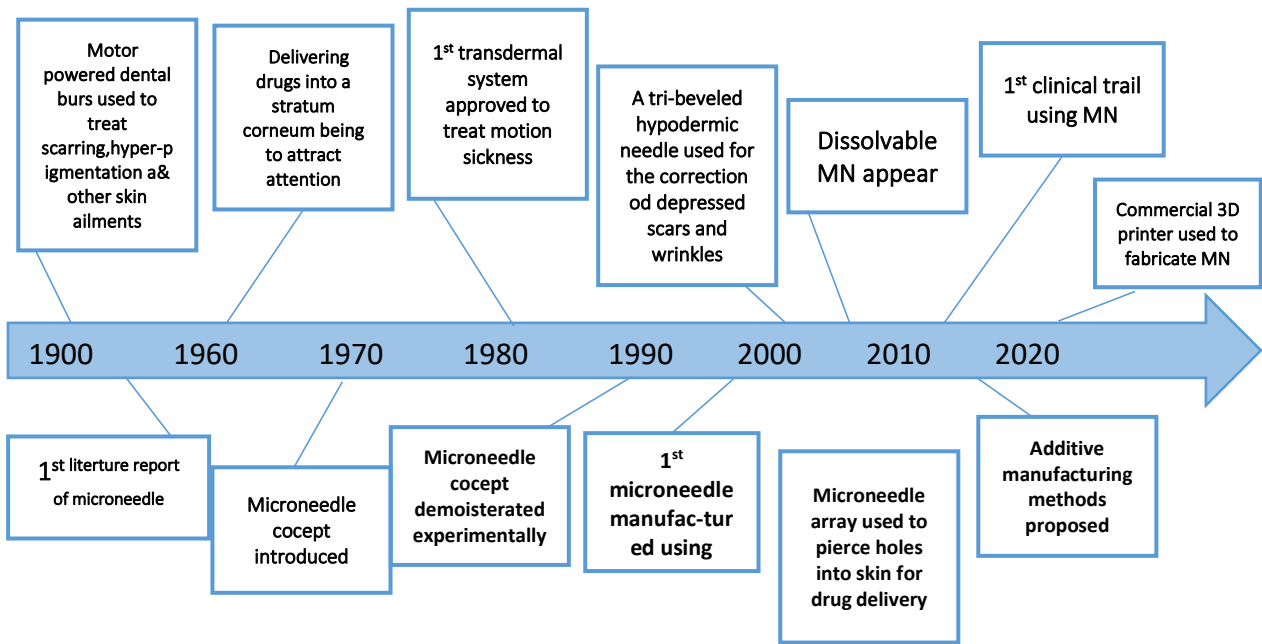 Motor
powered dental
burs used to
treat
scarring,hyper-p
igmentation a&
other skin
ailments
Delivering
drugs into a
stratum
corneum being
to attract
attention
1st transdermal
system
approved to
treat motion
sickness
A tri-beveled
hypodermic
needle used for
the correction
od depressed
scars and
wrinkles
Dissolvable
MN appear
1st clinical trail
using MN
Commercial 3D
printer used to
fabricate MN
1900 1960 1970 1980 1990 2000 2010 2020
1st literture report
of microneedle
Microneedle
cocept
introduced
Microneedle
cocept
demoisterated
experimentally
1st
microneedle
manufac-tur
ed using
Microneedle
array used to
pierce holes
into skin for
drug delivery
Additive
manufacturing
methods
proposed